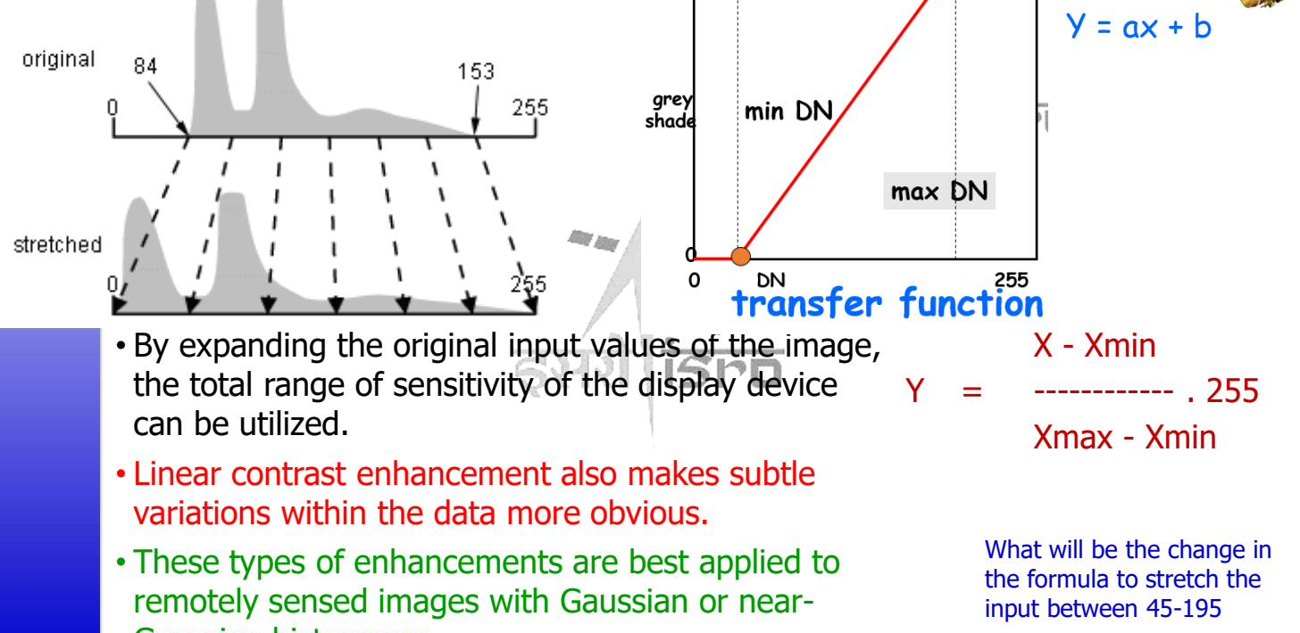 original
84
153
0
255
stretched
0
255
Y = ax + b
grey
shade
min DN
max DN
0
0
DN
255
transfer function
• By expanding the original input values of the image,
the total range of sensitivity of the display device
can be utilized.
• Linear contrast enhancement also makes subtle
variations within the data more obvious.
• These types of enhancements are best applied to
remotely sensed images with Gaussian or near-
X - Xmin
Y = ------------ . 255
Xmax - Xmin
What will be the change in
the formula to stretch the
input between 45-195
इसरो isro